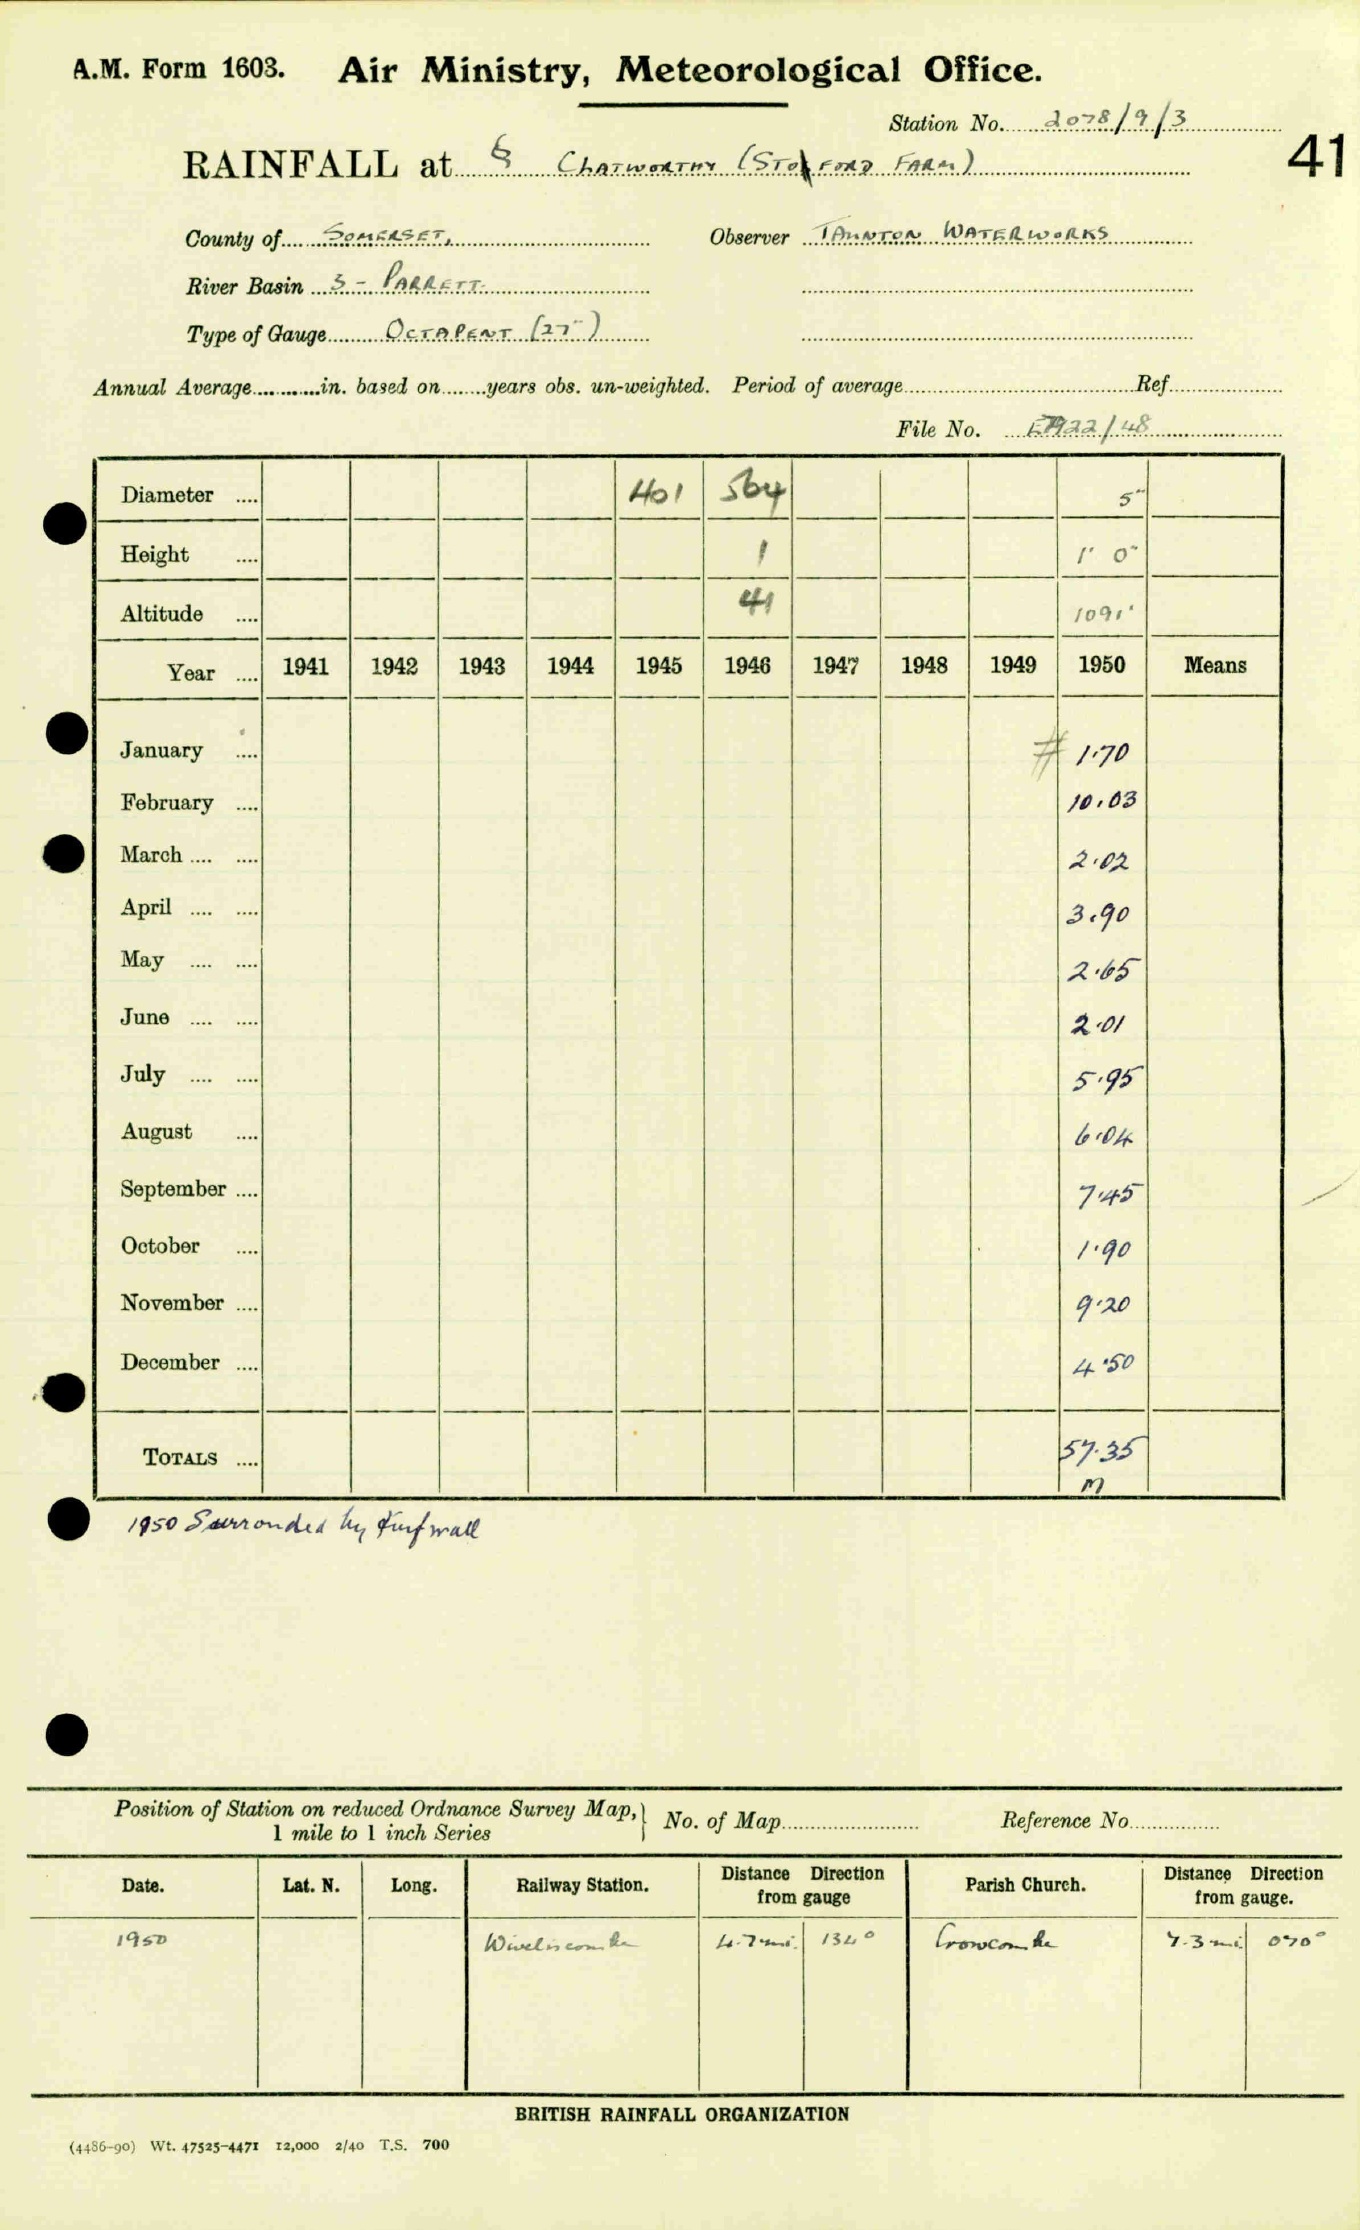 A.M. Form 1603. Air Ministry, Meteorological Office.
Station No. 2078/9/3
41
RAINFALL at § CHATWORTHY (STOFORD FARM)
County of SOMERSET, Observer TAUNTON WATERWORKS
River Basin 3 - PARRETT.
Type of Gauge OCTAPENT (27")
Annual Average in. based on years obs. un-weighted. Period of average Ref.
File No. 922/48
Diameter .... 401 564 5"
Height .... 1 1' 0"
Altitude .... 41 1091'
Year .... 1941 1942 1943 1944 1945 1946 1947 1948 1949 1950 Means
January .... # 1.70
February .... 10.03
March .... .... 2.02
April .... .... 3.90
May .... .... 2.65
June .... .... 2.01
July .... .... 5.95
August .... 6.04
September .... 7.45
October .... 1.90
November .... 9.20
December .... 4.50
TOTALS .... 57.35
M
1950 Surronded by turf wall
Position of Station on reduced Ordnance Survey Map, } No. of Map Reference No.
1 mile to 1 inch Series
Date. Lat. N. Long. Railway Station. Distance Direction from gauge Parish Church. Distance Direction from gauge.
1950 Wiveliscombe 4.7 mi. 134° Crowcombe 7.3 mi 070°
BRITISH RAINFALL ORGANIZATION
(4486-90) Wt. 47525-4471 12,000 2/40 T.S. 700